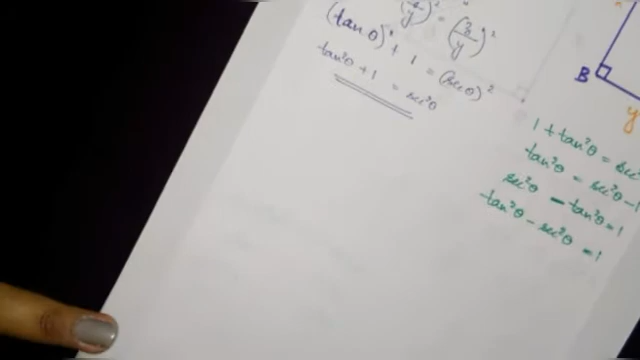 (tan θ)² + 1 = (sec θ)²
tan²θ + 1 = sec²θ
B
y
1 + tan²θ = sec²
tan²θ = sec²θ - 1
sec²θ - tan²θ = 1
tan²θ - sec²θ = 1